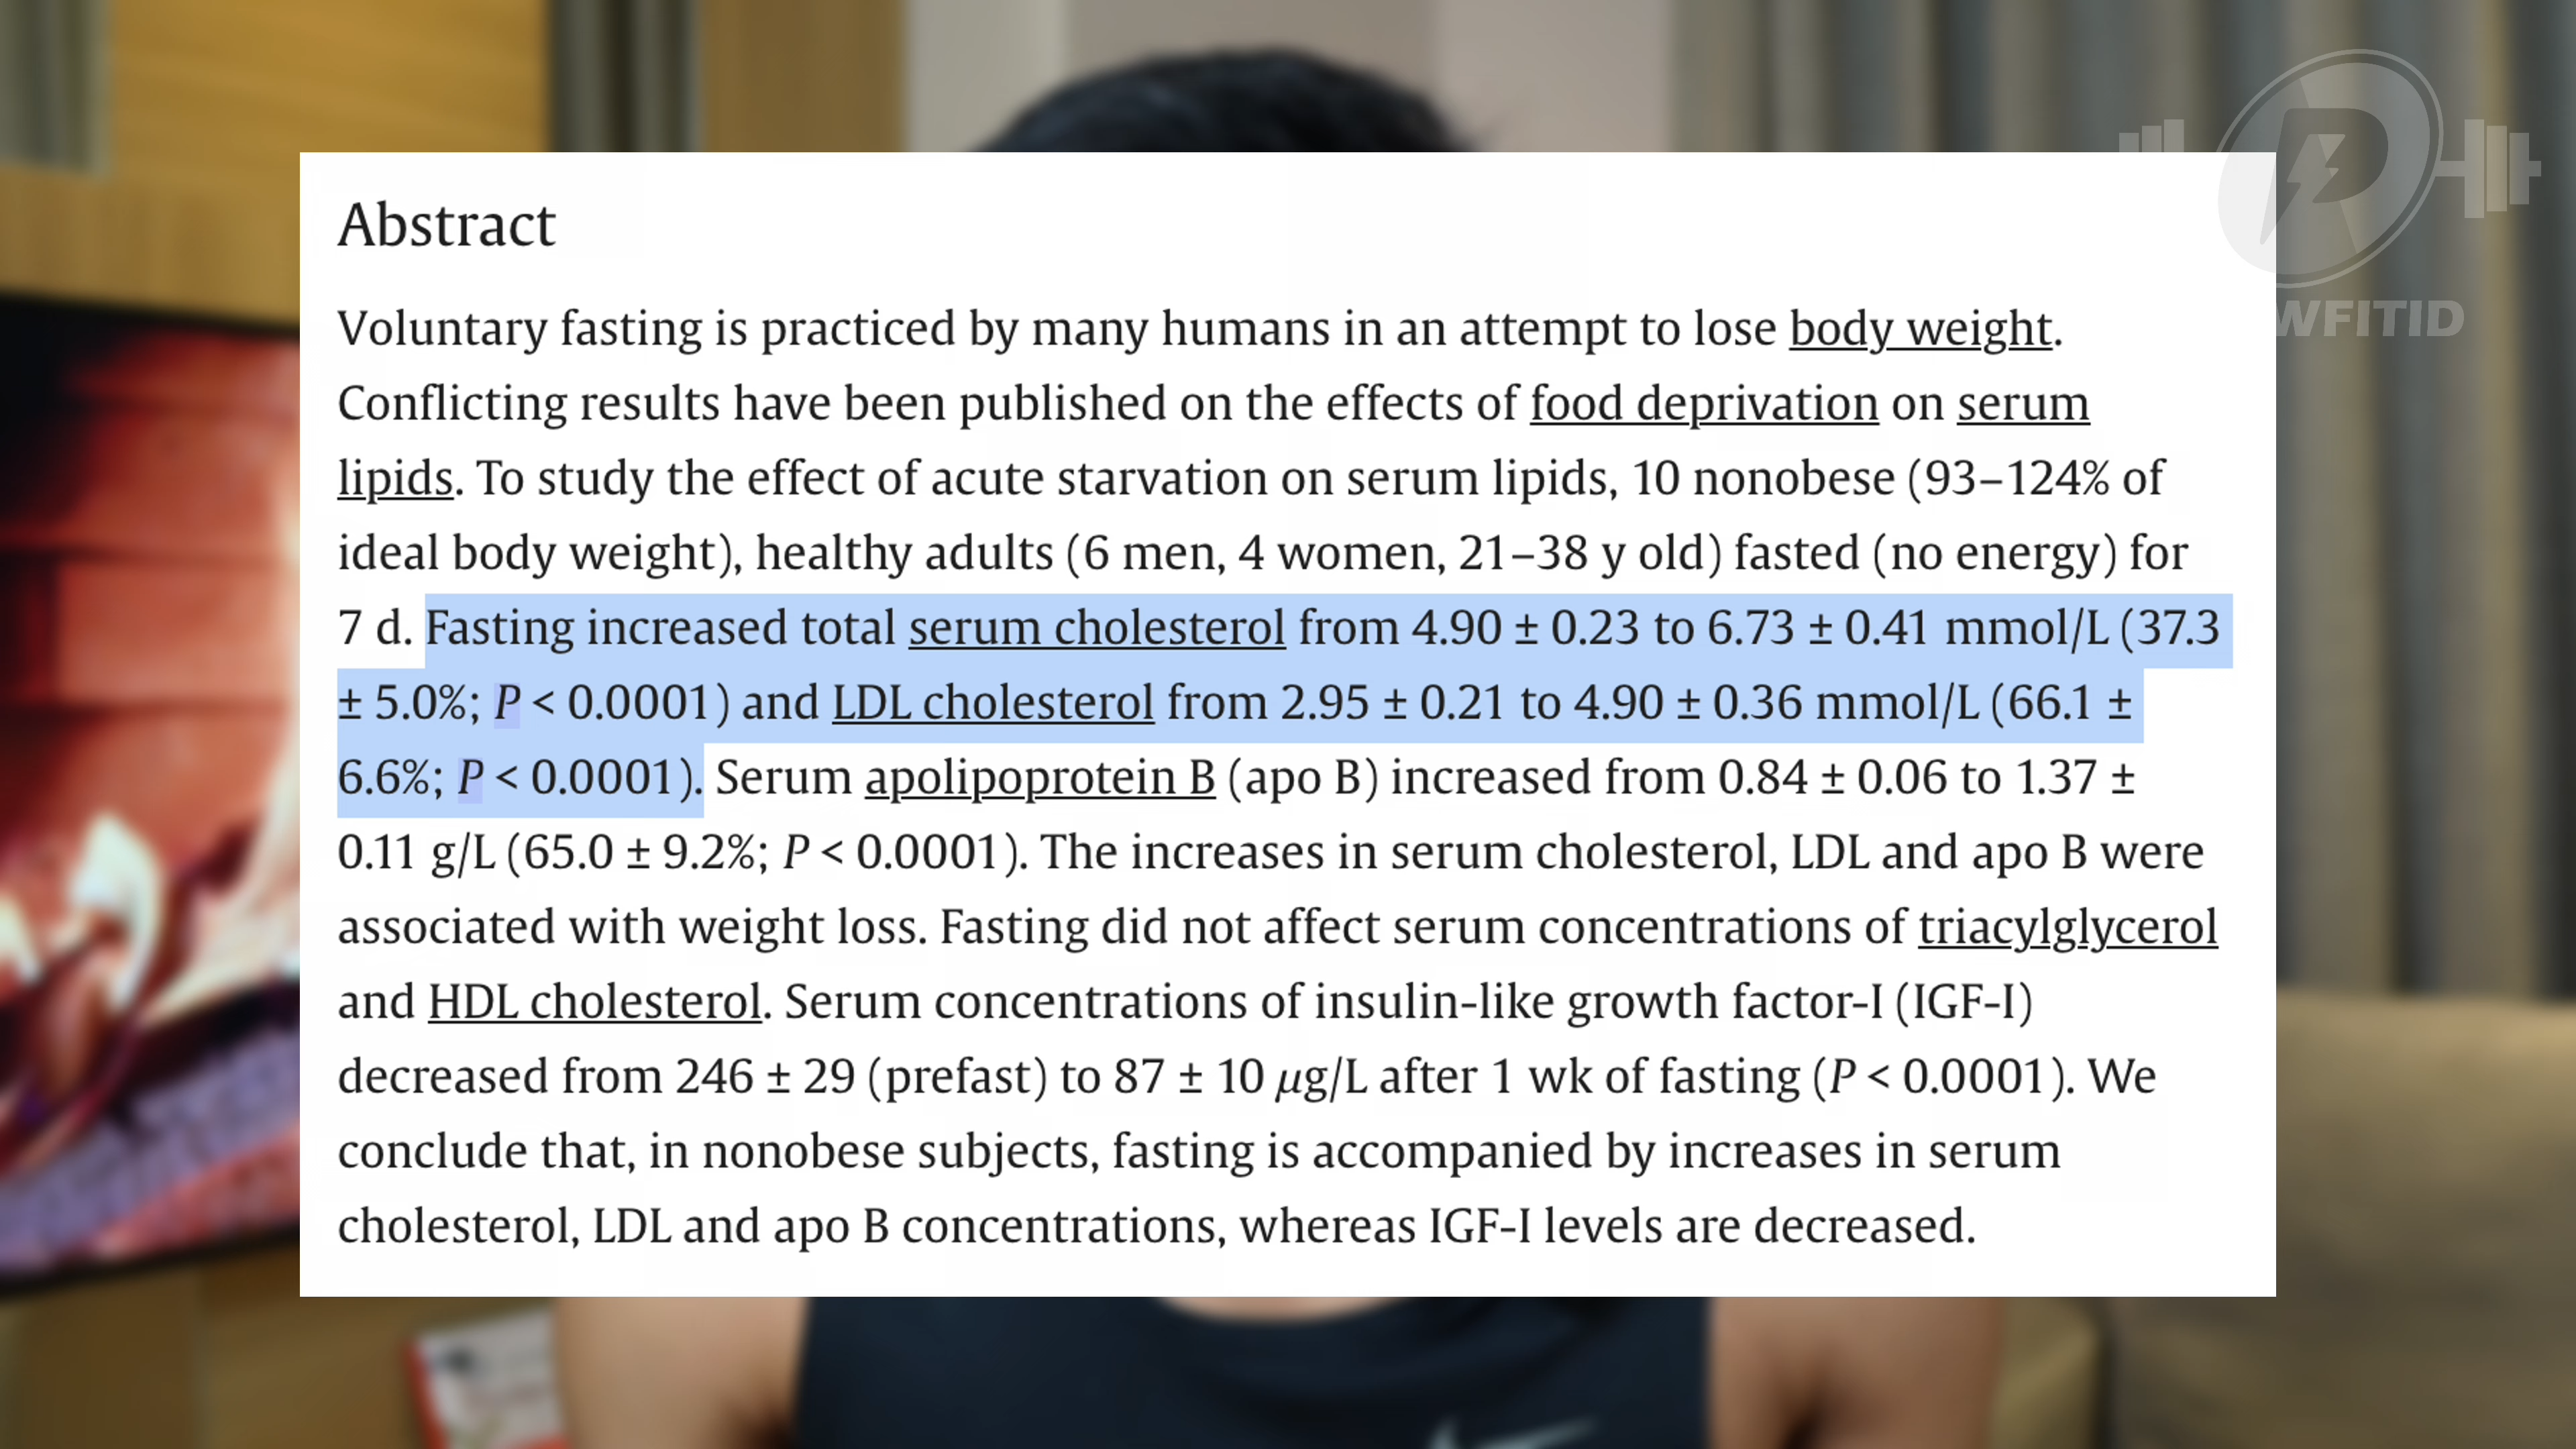 Abstract
Voluntary fasting is practiced by many humans in an attempt to lose body weight.
Conflicting results have been published on the effects of food deprivation on serum
lipids. To study the effect of acute starvation on serum lipids, 10 nonobese (93–124% of
ideal body weight), healthy adults (6 men, 4 women, 21–38 y old) fasted (no energy) for
7 d. Fasting increased total serum cholesterol from 4.90 ± 0.23 to 6.73 ± 0.41 mmol/L (37.3
± 5.0%; P < 0.0001) and LDL cholesterol from 2.95 ± 0.21 to 4.90 ± 0.36 mmol/L (66.1 ±
6.6%; P < 0.0001). Serum apolipoprotein B (apo B) increased from 0.84 ± 0.06 to 1.37 ±
0.11 g/L (65.0 ± 9.2%; P < 0.0001). The increases in serum cholesterol, LDL and apo B were
associated with weight loss. Fasting did not affect serum concentrations of triacylglycerol
and HDL cholesterol. Serum concentrations of insulin-like growth factor-I (IGF-I)
decreased from 246 ± 29 (prefast) to 87 ± 10 μg/L after 1 wk of fasting (P < 0.0001). We
conclude that, in nonobese subjects, fasting is accompanied by increases in serum
cholesterol, LDL and apo B concentrations, whereas IGF-I levels are decreased.
WFITID